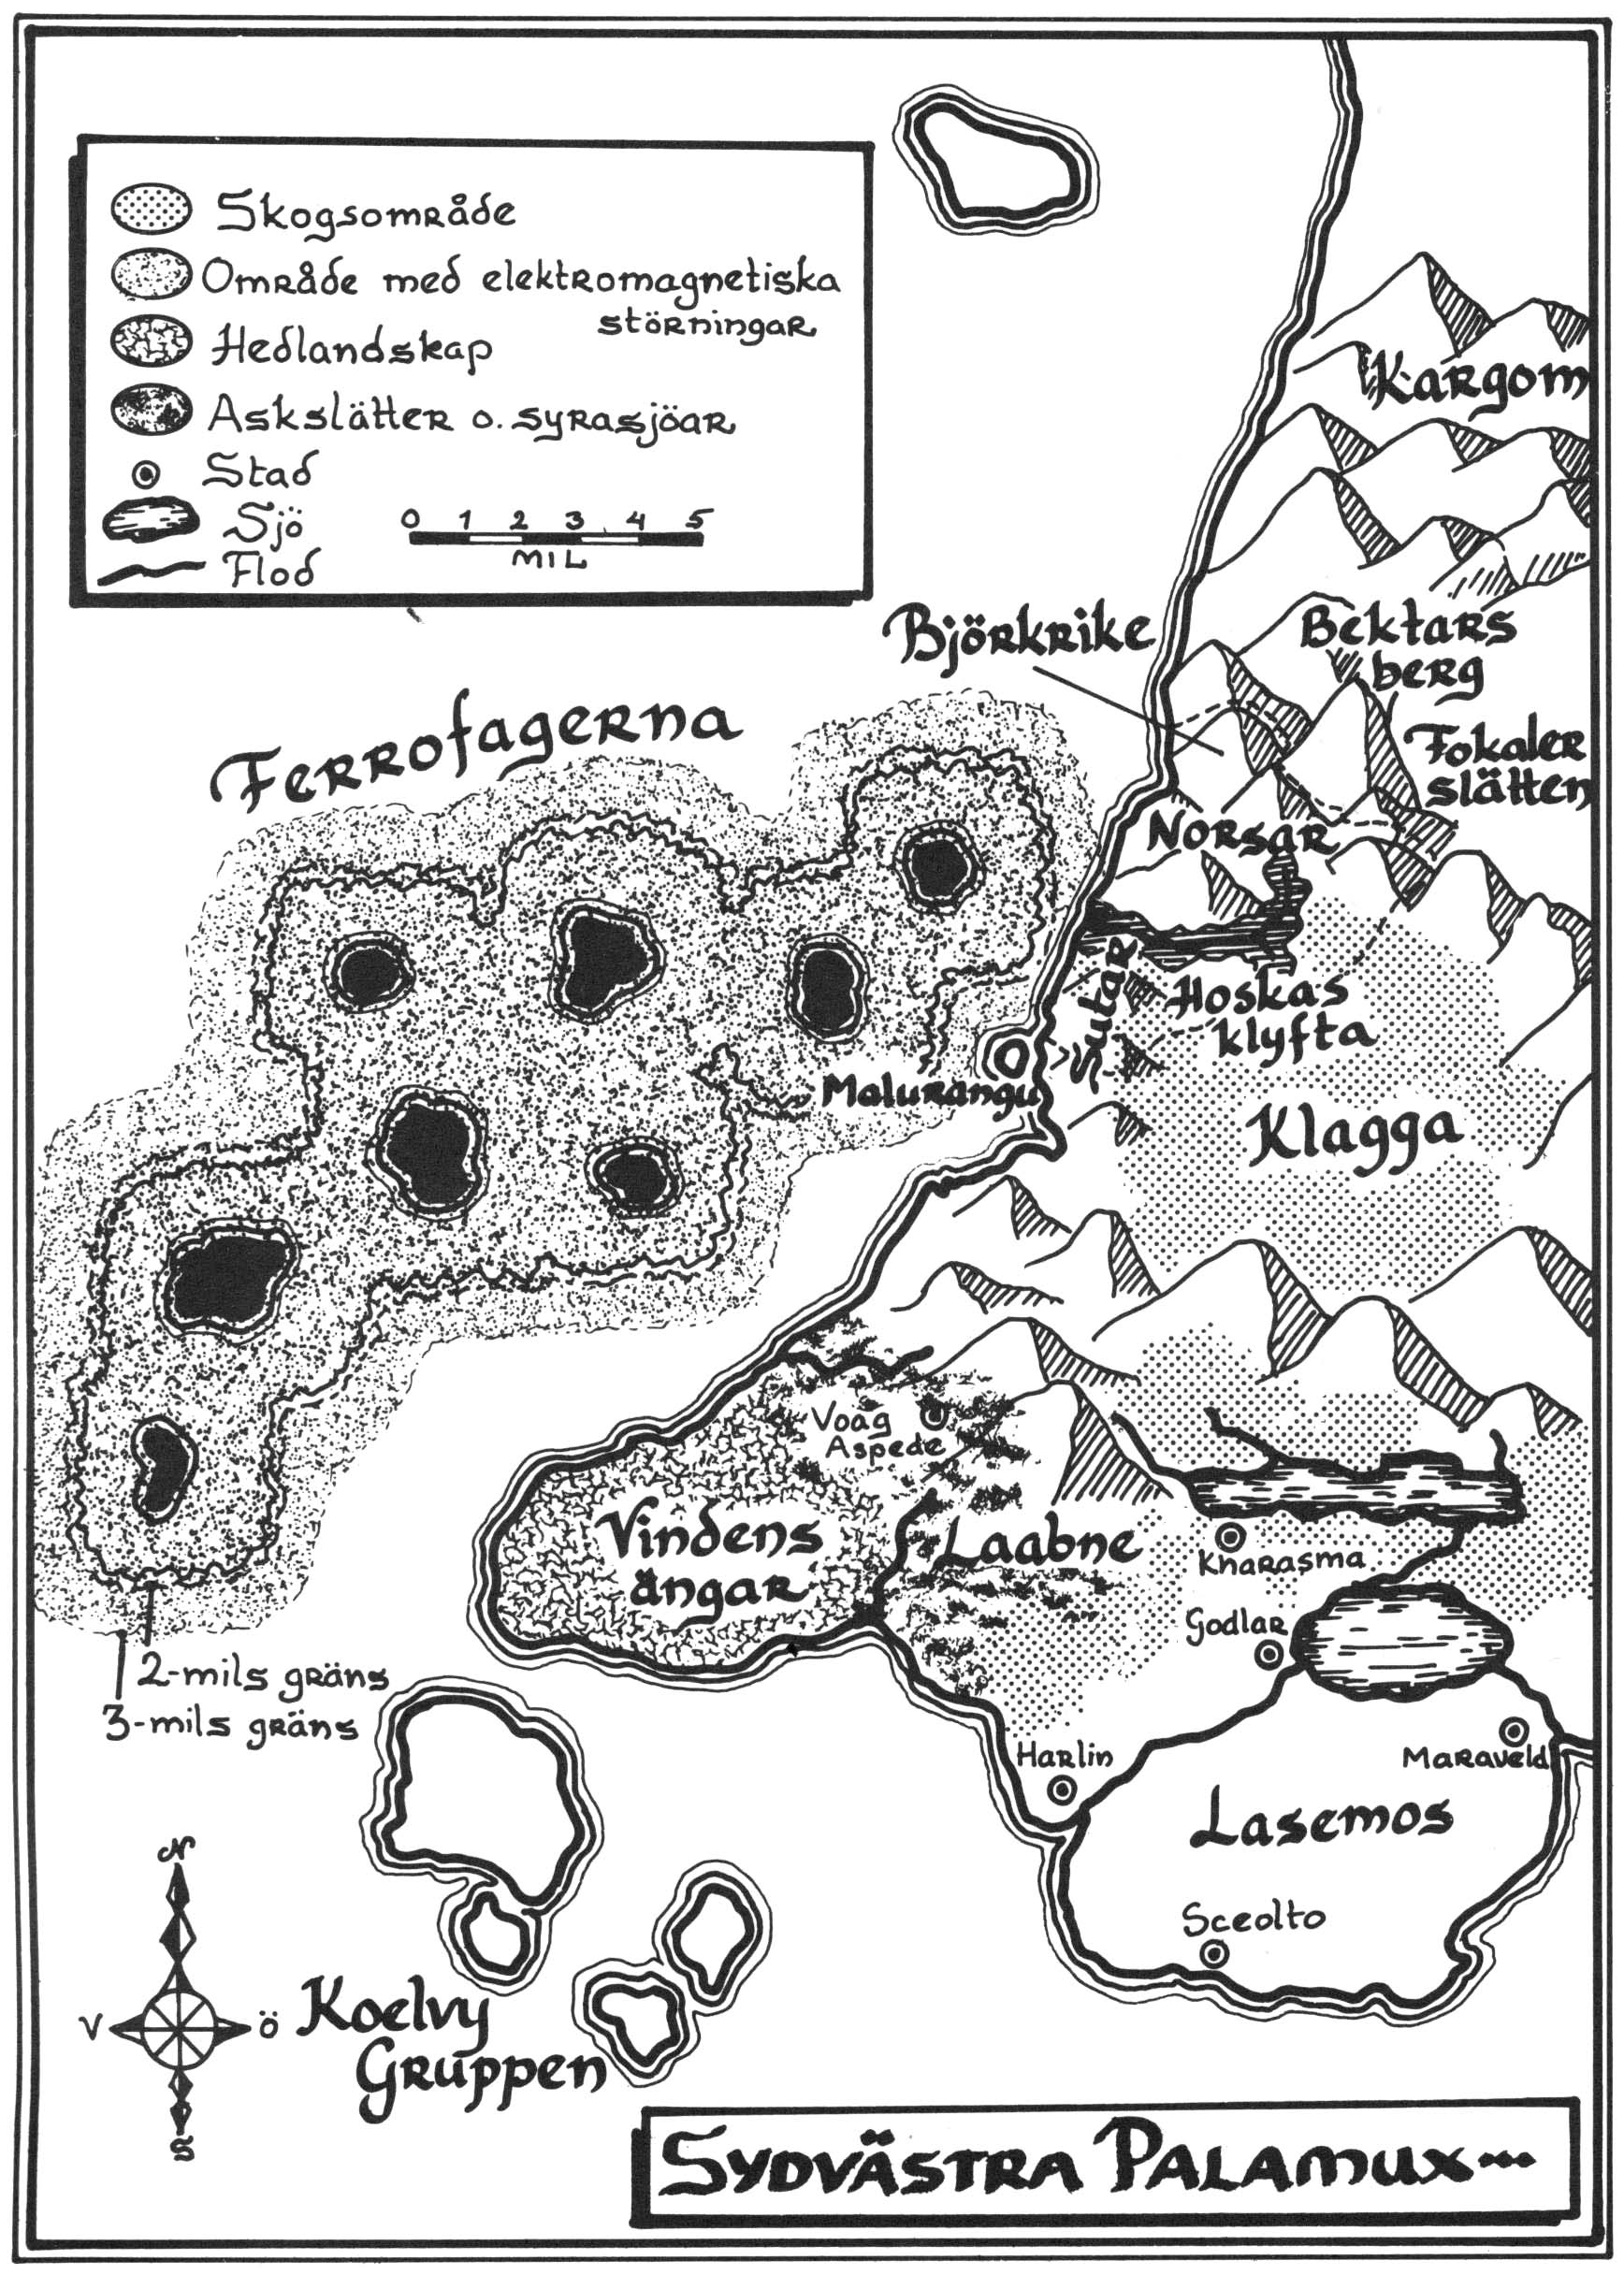 Skogsområde
Område med elektromagnetiska
störningar
Hedlandskap
Askslätter o. syrasjöar
Stad
Sjö
Flod
0 1 2 3 4 5
MIL
Kargom
Björkrike
Bektars
berg
Fokaler
slätten
Ferrofagerna
Norsar
Sutar
Hoskas
klyfta
Malurangu
Klagga
Voag
Aspede
Vindens
ängar
Laabne
Kharasma
Godlar
2-mils gräns
3-mils gräns
Harlin
Maraveld
Lasemos
Sceolto
N
V
Ö
S
Koelvy
Gruppen
Sydvästra Palamux...